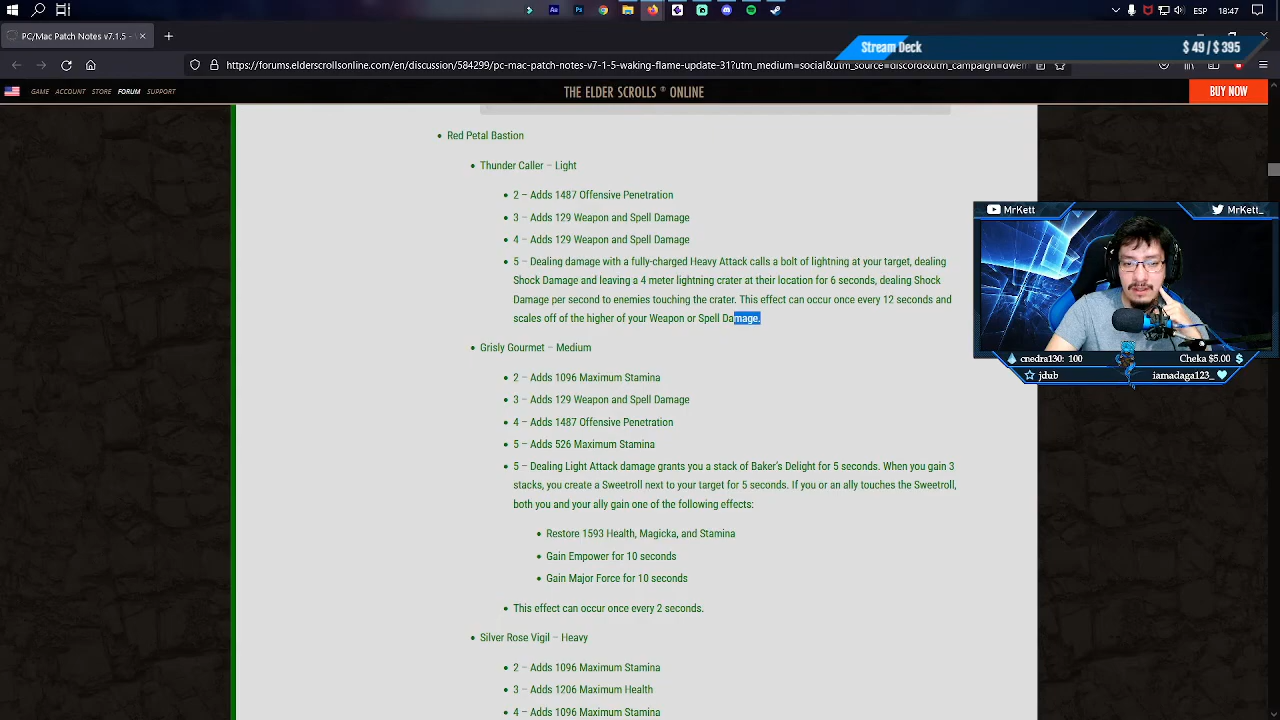 PC/Mac Patch Notes v7.1.5 -
ESP
18:47
Stream Deck
$ 49 / $ 395
https://forums.elderscrollsonline.com/en/discussion/584299/pc-mac-patch-notes-v7-1-5-waking-flame-update-31?utm_medium=social&utm_source=discord&utm_campaign=dwem
GAME ACCOUNT STORE FORUM SUPPORT
THE ELDER SCROLLS ® ONLINE
BUY NOW
• Red Petal Bastion
• Thunder Caller – Light
• 2 – Adds 1487 Offensive Penetration
• 3 – Adds 129 Weapon and Spell Damage
• 4 – Adds 129 Weapon and Spell Damage
• 5 – Dealing damage with a fully-charged Heavy Attack calls a bolt of lightning at your target, dealing
Shock Damage and leaving a 4 meter lightning crater at their location for 6 seconds, dealing Shock
Damage per second to enemies touching the crater. This effect can occur once every 12 seconds and
scales off of the higher of your Weapon or Spell Damage.
• Grisly Gourmet – Medium
• 2 – Adds 1096 Maximum Stamina
• 3 – Adds 129 Weapon and Spell Damage
• 4 – Adds 1487 Offensive Penetration
• 5 – Adds 526 Maximum Stamina
• 5 – Dealing Light Attack damage grants you a stack of Baker's Delight for 5 seconds. When you gain 3
stacks, you create a Sweetroll next to your target for 5 seconds. If you or an ally touches the Sweetroll,
both you and your ally gain one of the following effects:
• Restore 1593 Health, Magicka, and Stamina
• Gain Empower for 10 seconds
• Gain Major Force for 10 seconds
• This effect can occur once every 2 seconds.
• Silver Rose Vigil – Heavy
• 2 – Adds 1096 Maximum Stamina
• 3 – Adds 1206 Maximum Health
• 4 – Adds 1096 Maximum Stamina
MrKett
MrKett_
cnedra130: 100
Cheka $5.00
jdub
iamadaga123_